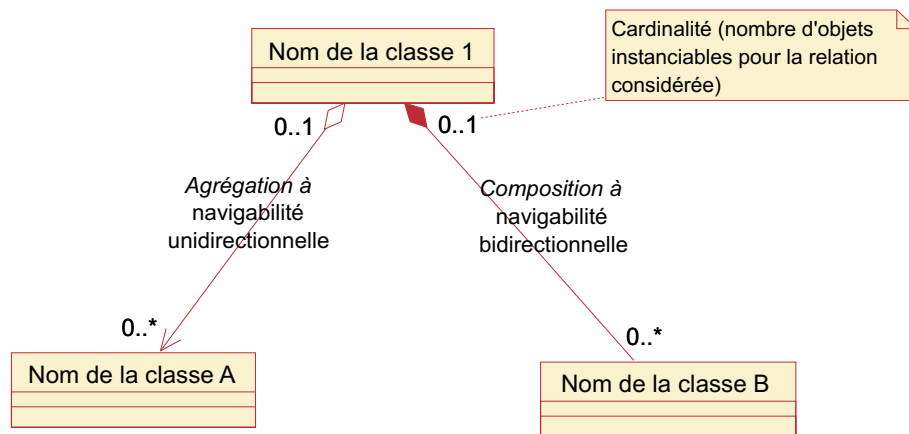 Nom de la classe 1
Cardinalité (nombre d'objets
instanciables pour la relation
considérée)
0..1
0..1
Agrégation à
navigabilité
unidirectionnelle
Composition à
navigabilité
bidirectionnelle
0..*
0..*
Nom de la classe A
Nom de la classe B